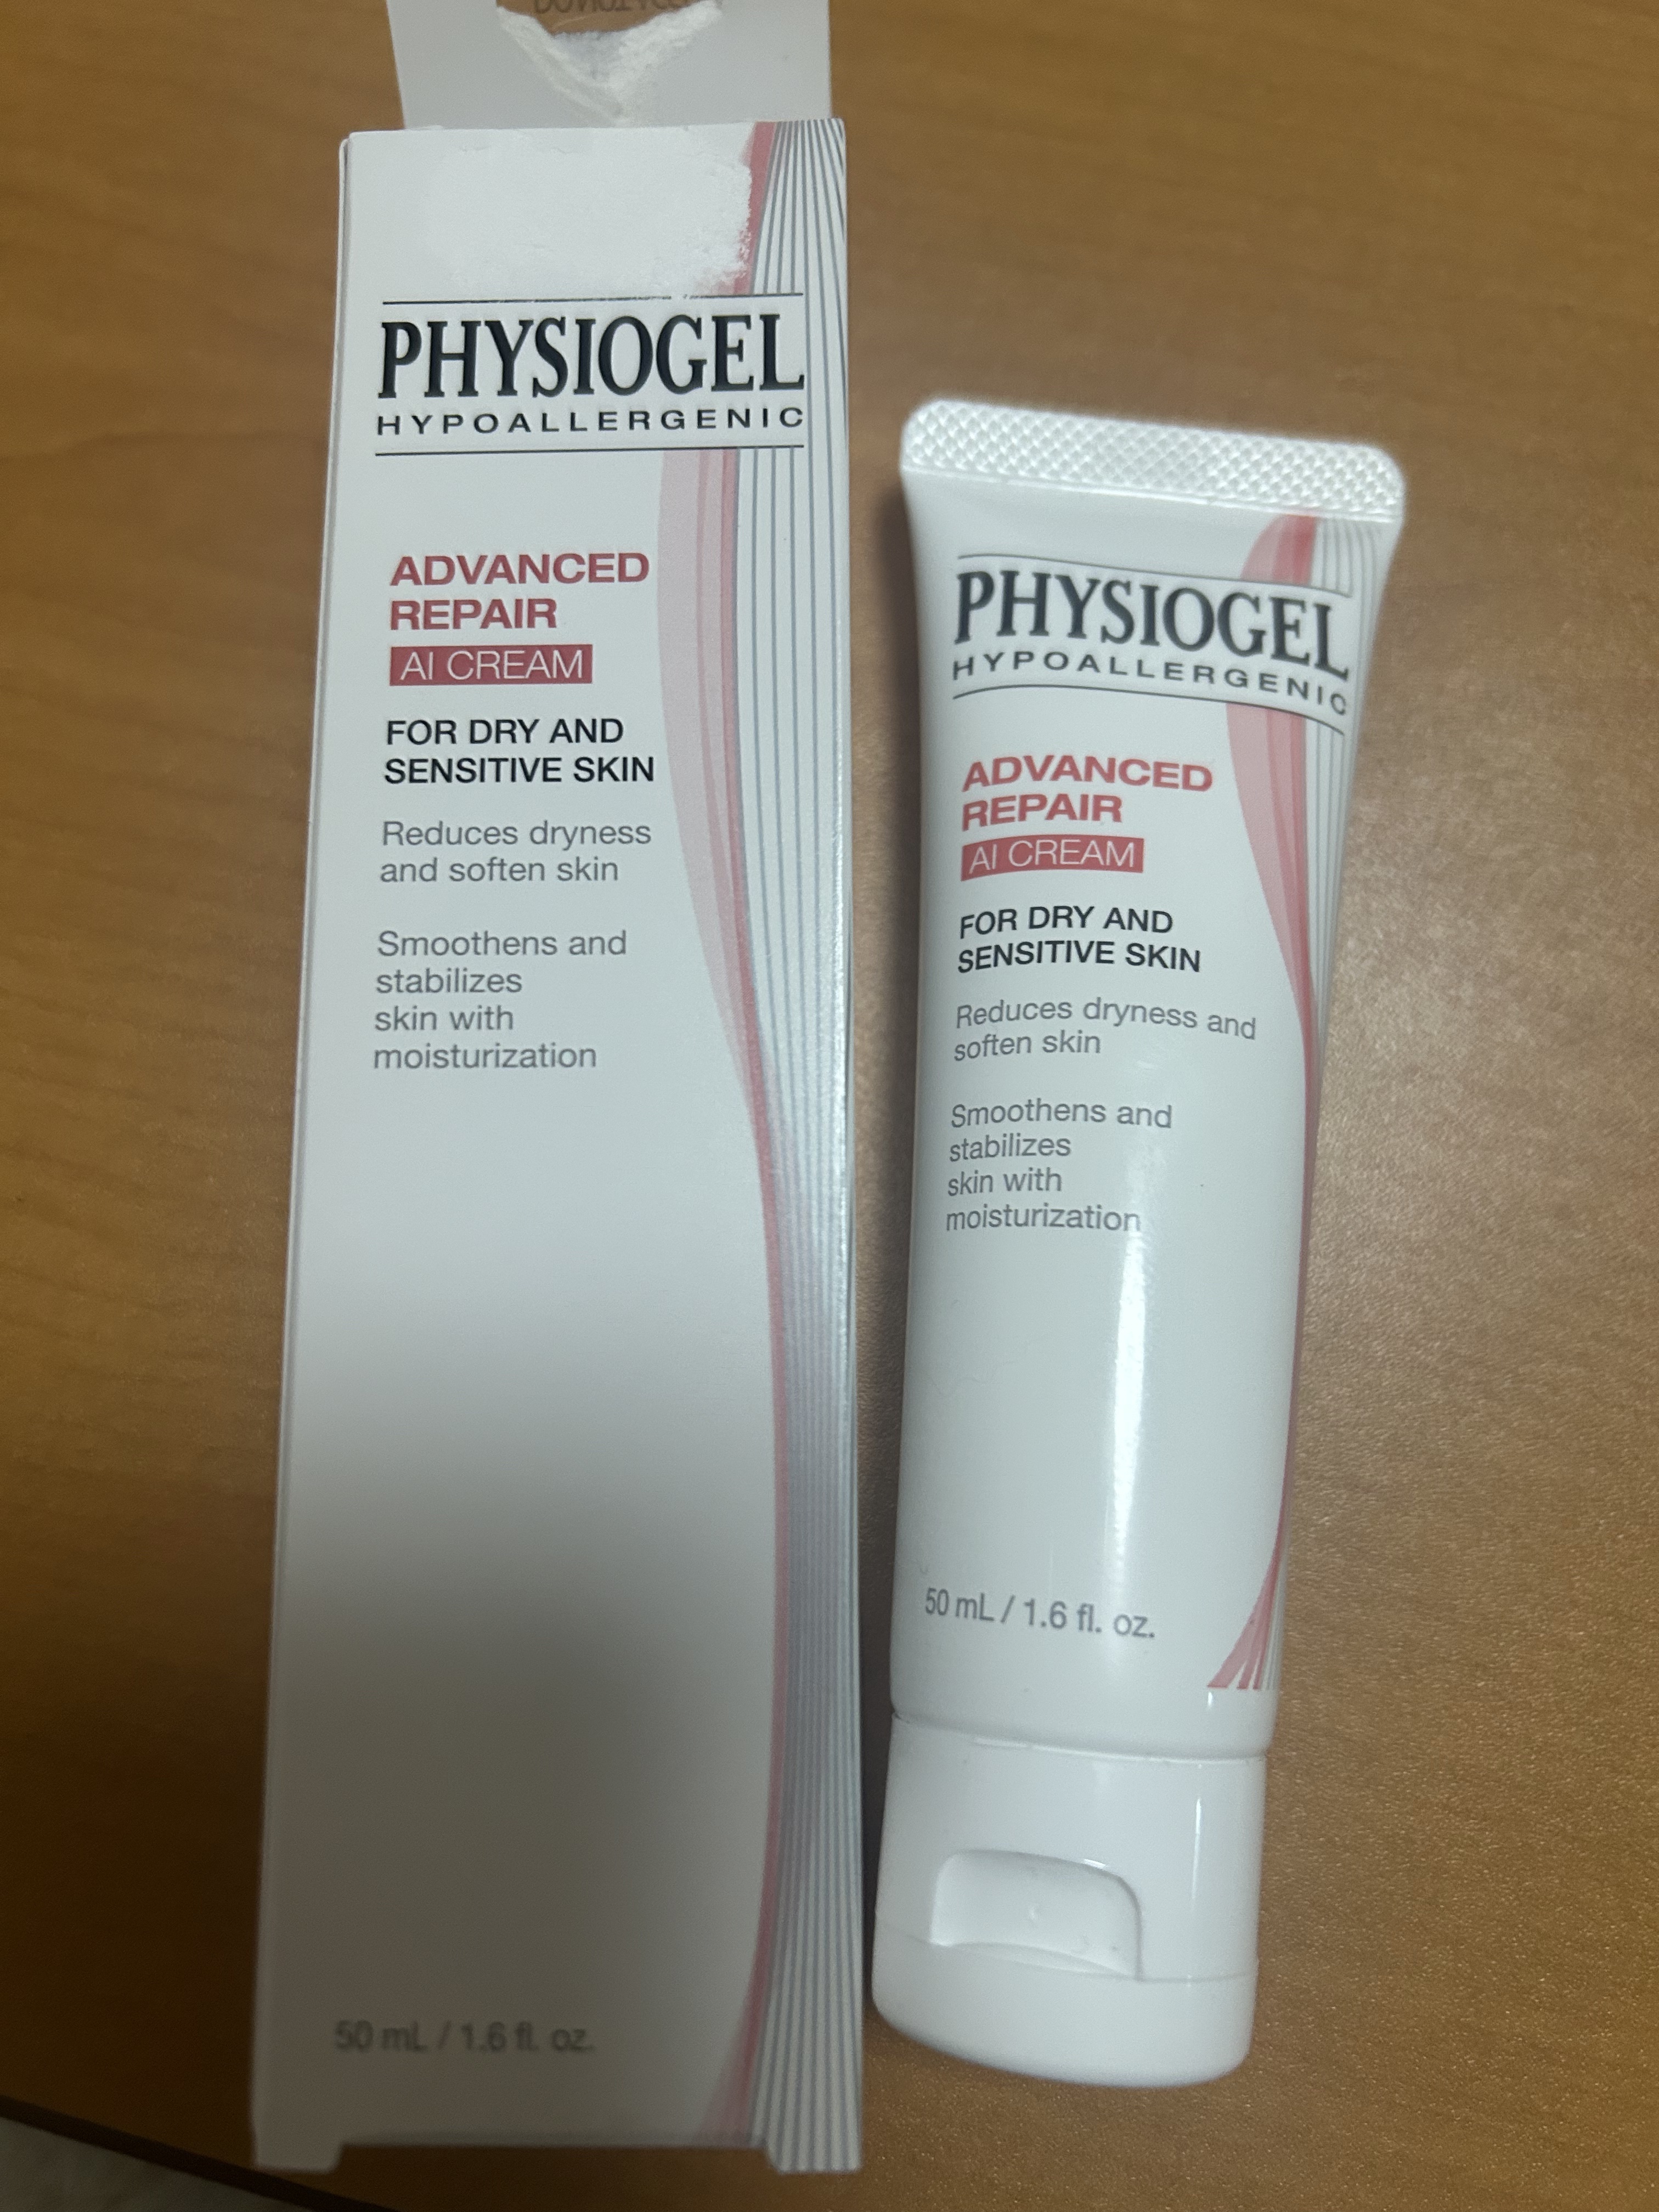 PHYSIOGEL
HYPOALLERGENIC
ADVANCED
REPAIR
AI CREAM
FOR DRY AND
SENSITIVE SKIN
Reduces dryness
and soften skin
Smoothens and
stabilizes
skin with
moisturization
50 mL / 1.6 fl. oz.
PHYSIOGEL
HYPOALLERGENIC
ADVANCED
REPAIR
AI CREAM
FOR DRY AND
SENSITIVE SKIN
Reduces dryness and
soften skin
Smoothens and
stabilizes
skin with
moisturization
50 mL / 1.6 fl. oz.